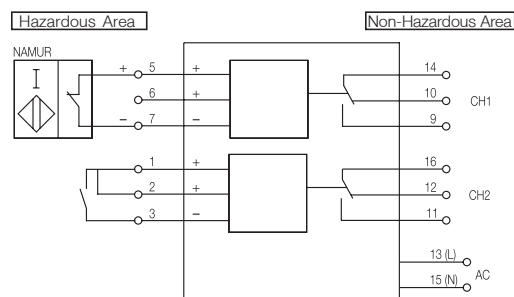 Hazardous Area
Non-Hazardous Area
NAMUR
I
+ 5 +
6 +
− 7 −
14
10
9
CH1
1 +
2 +
3 −
16
12
11
CH2
13 (L)
15 (N)
AC